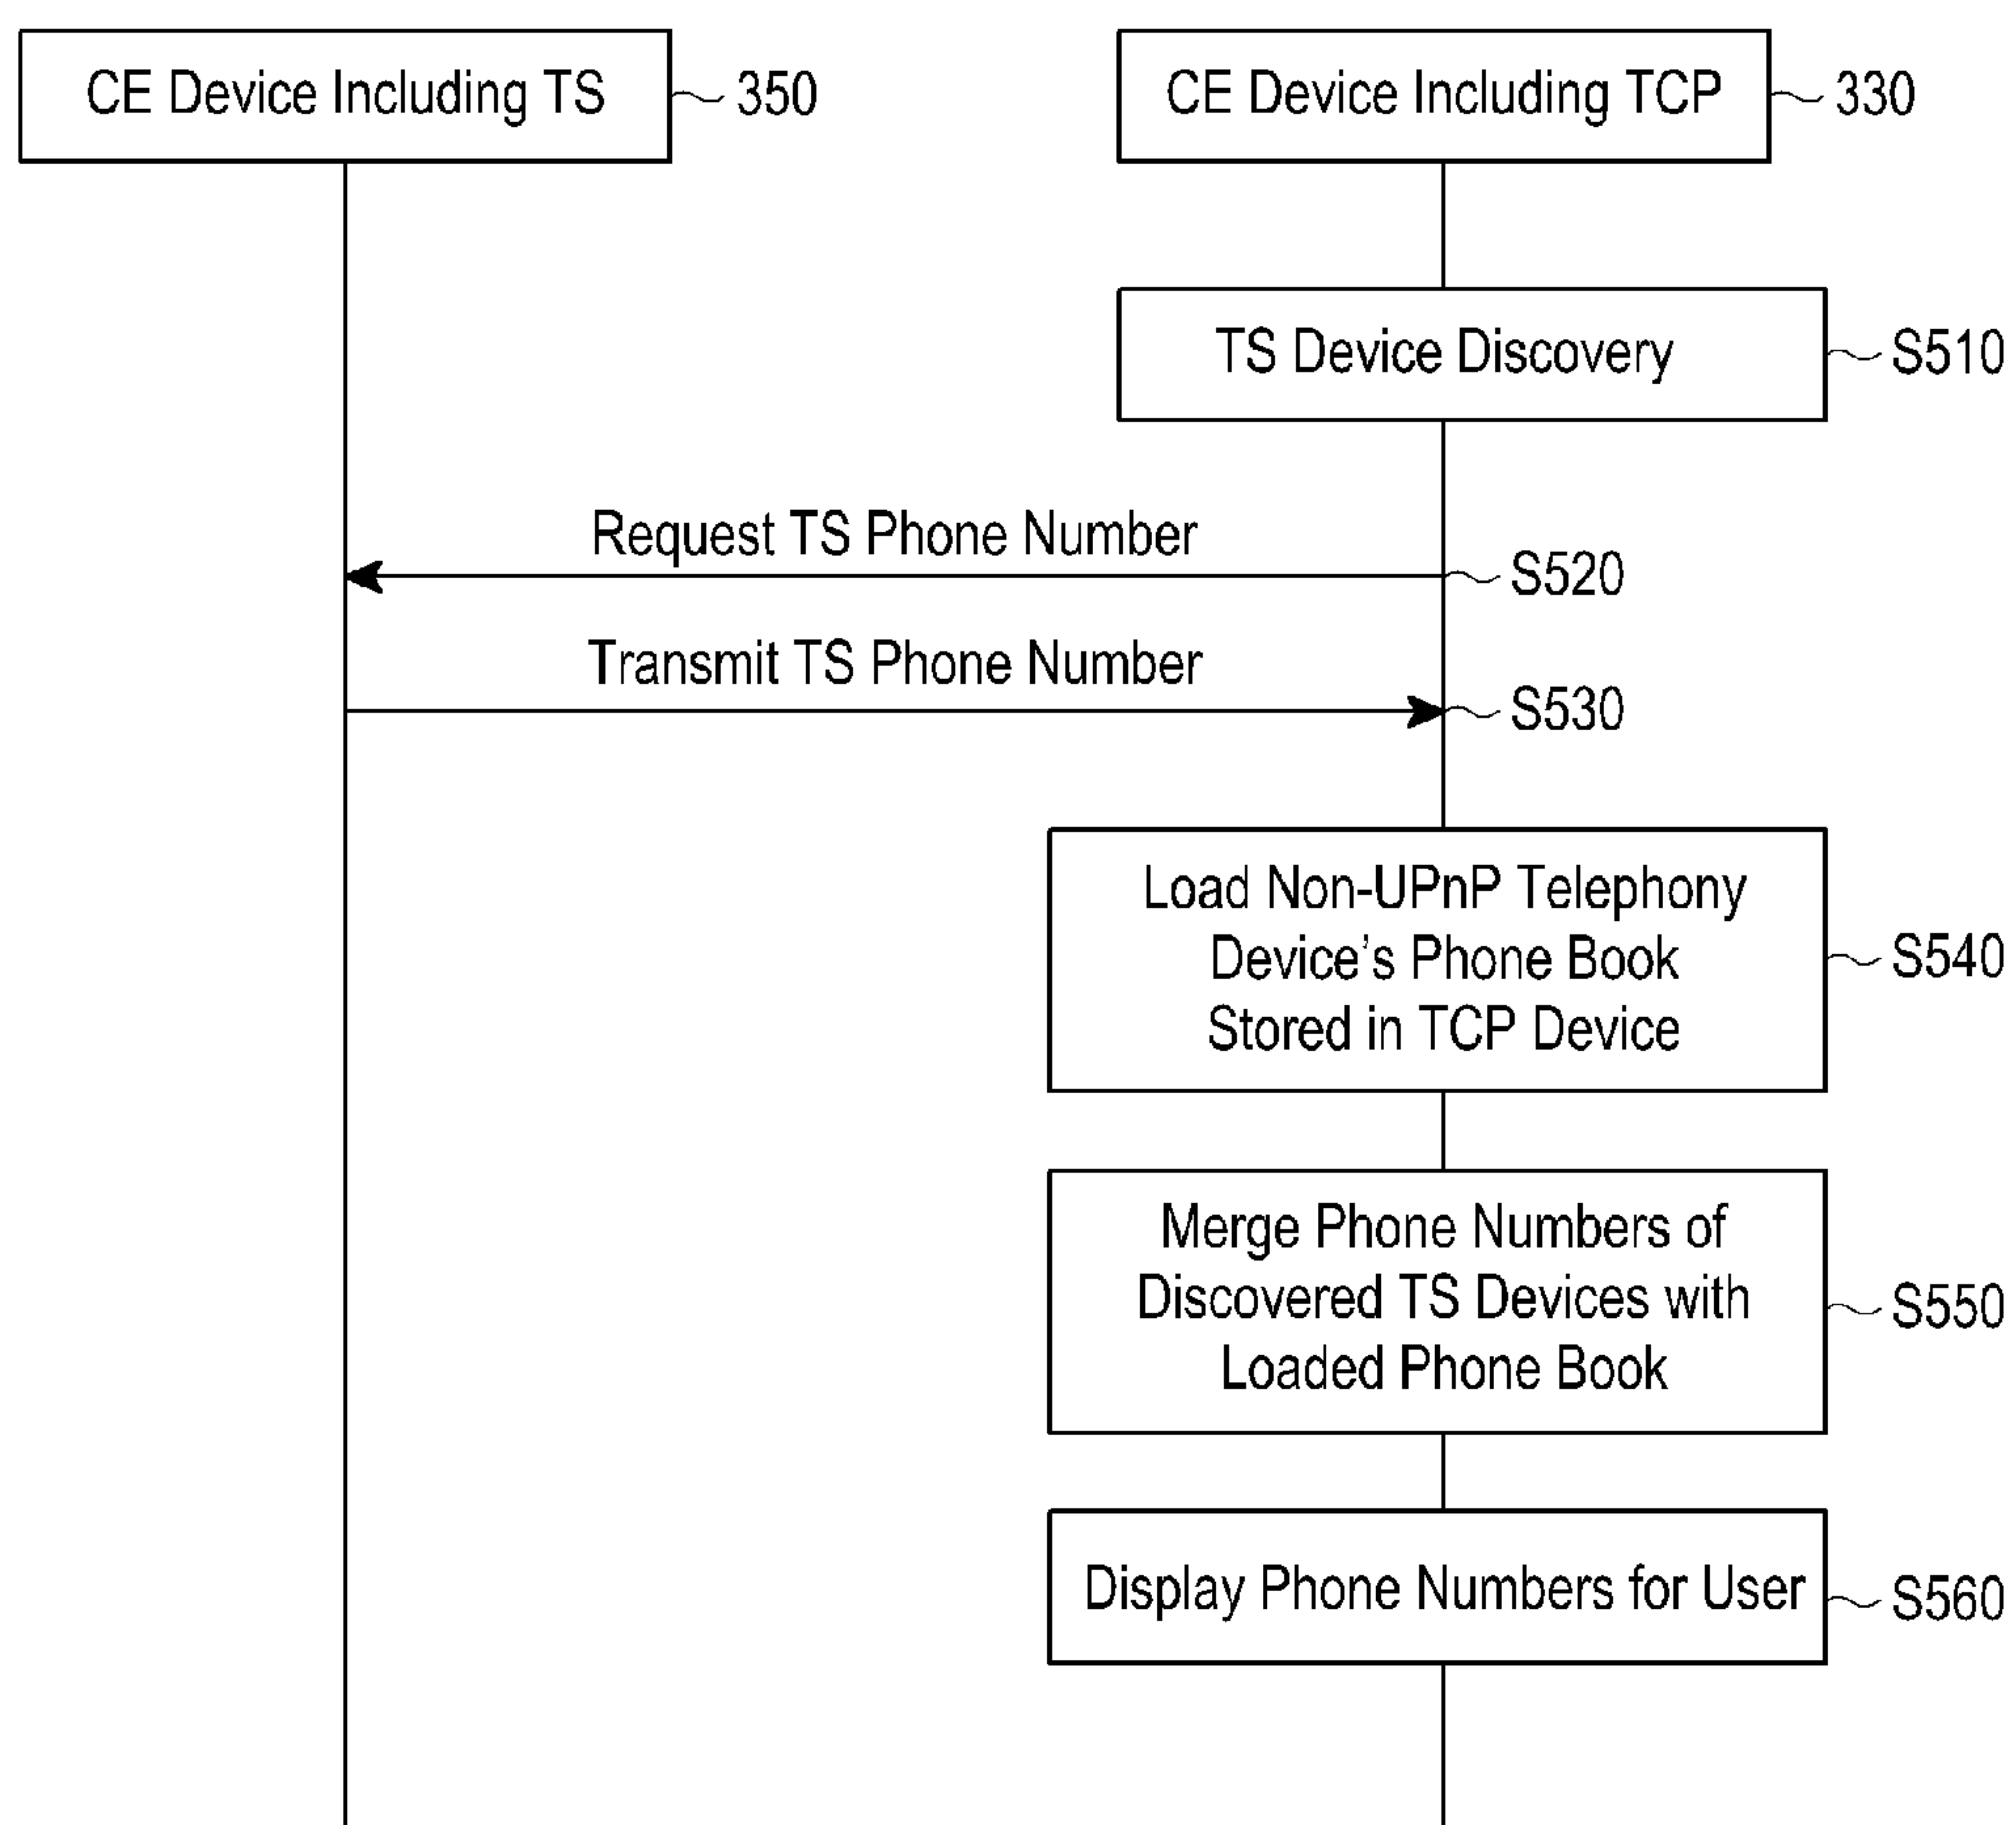 CE Device Including TS
350
CE Device Including TCP
330
TS Device Discovery
S510
Request TS Phone Number
S520
Transmit TS Phone Number
S530
Load Non-UPnP Telephony
Device's Phone Book
Stored in TCP Device
S540
Merge Phone Numbers of
Discovered TS Devices with
Loaded Phone Book
S550
Display Phone Numbers for User
S560